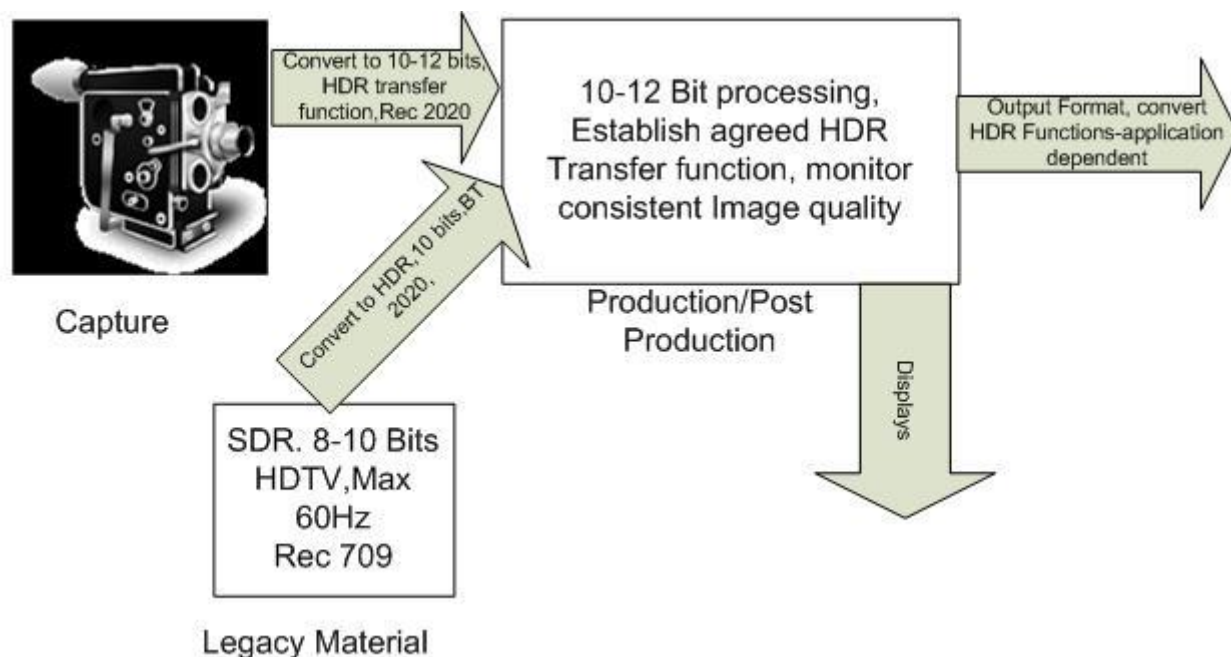 Convert to 10-12 bits,
HDR transfer
function,Rec 2020
10-12 Bit processing,
Establish agreed HDR
Transfer function, monitor
consistent Image quality
Output Format, convert
HDR Functions-application
dependent
Capture
Convert to HDR,10 bits,BT
2020,
Production/Post
Production
Displays
SDR. 8-10 Bits
HDTV,Max
60Hz
Rec 709
Legacy Material